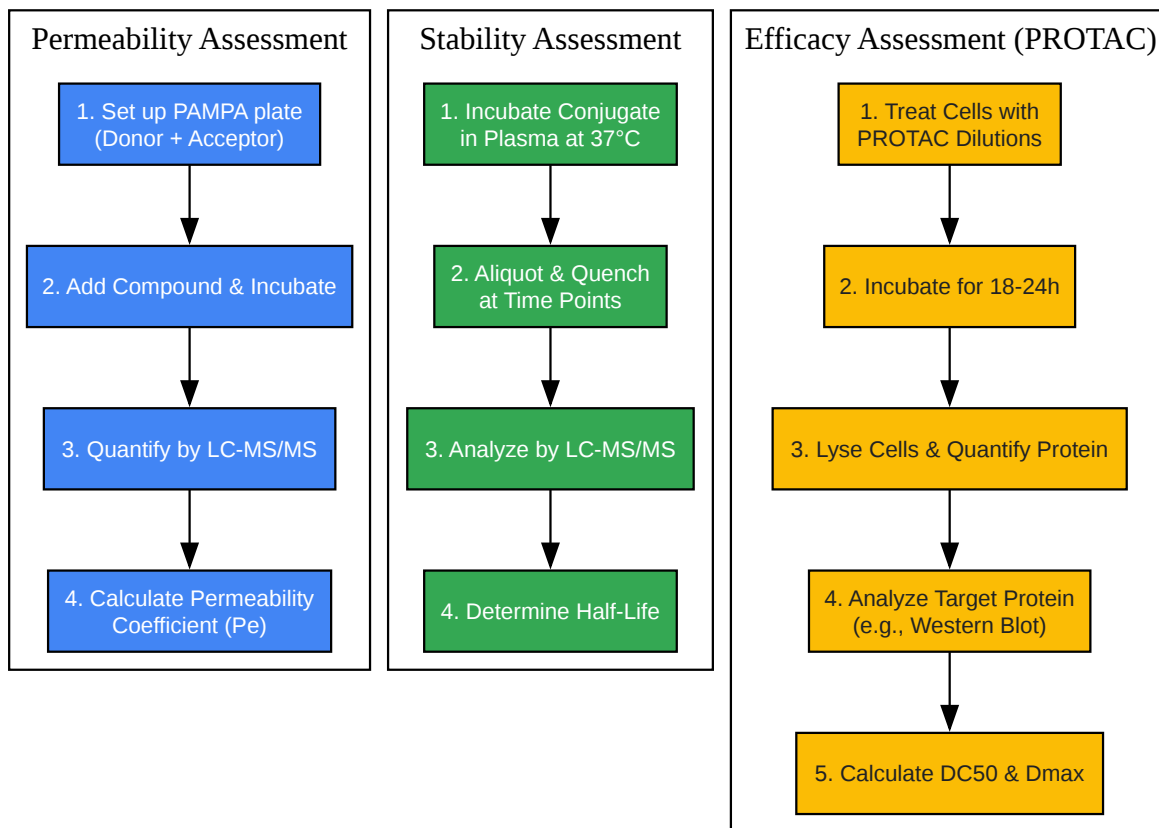 Permeability Assessment
1. Set up PAMPA plate
(Donor + Acceptor)
2. Add Compound & Incubate
3. Quantify by LC-MS/MS
4. Calculate Permeability
Coefficient (Pe)
Stability Assessment
1. Incubate Conjugate
in Plasma at 37°C
2. Aliquot & Quench
at Time Points
3. Analyze by LC-MS/MS
4. Determine Half-Life
Efficacy Assessment (PROTAC)
1. Treat Cells with
PROTAC Dilutions
2. Incubate for 18-24h
3. Lyse Cells & Quantify Protein
4. Analyze Target Protein
(e.g., Western Blot)
5. Calculate DC50 & Dmax